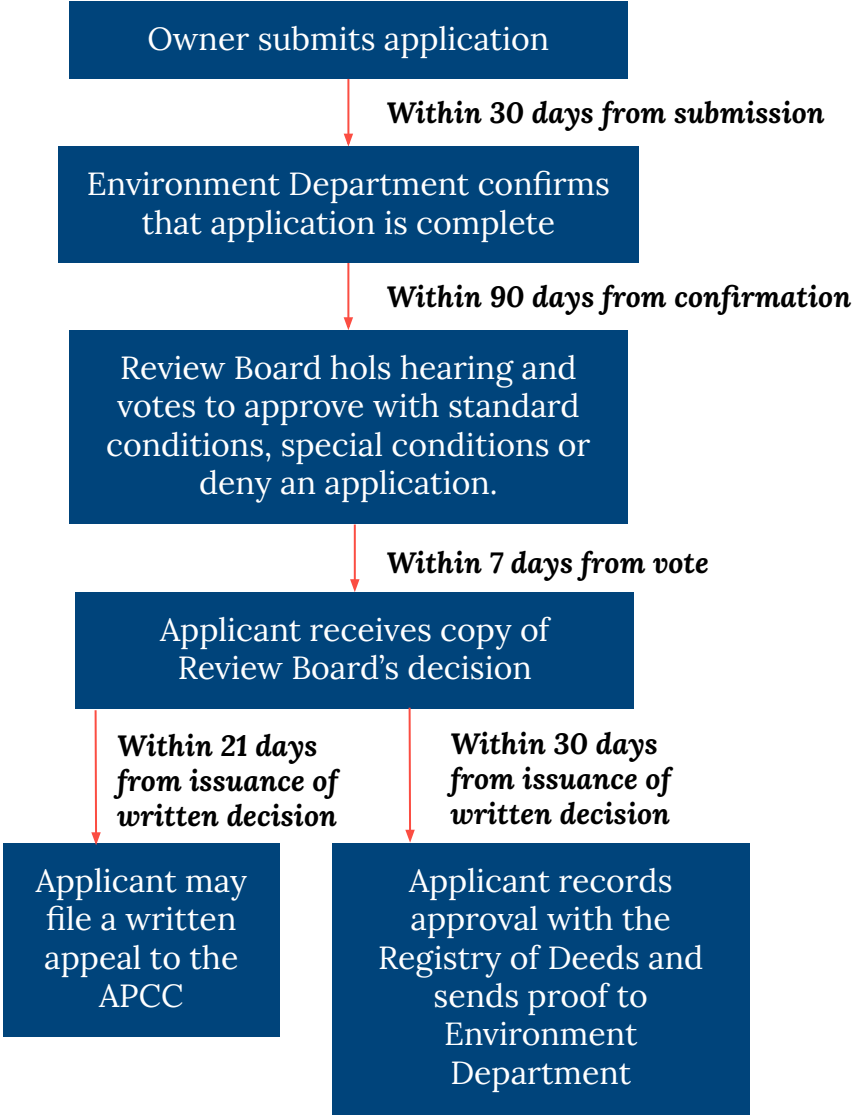 Owner submits application
Within 30 days from submission
Environment Department confirms
that application is complete
Within 90 days from confirmation
Review Board hols hearing and
votes to approve with standard
conditions, special conditions or
deny an application.
Within 7 days from vote
Applicant receives copy of
Review Board’s decision
Within 21 days
from issuance of
written decision
Within 30 days
from issuance of
written decision
Applicant may
file a written
appeal to the
APCC
Applicant records
approval with the
Registry of Deeds and
sends proof to
Environment
Department